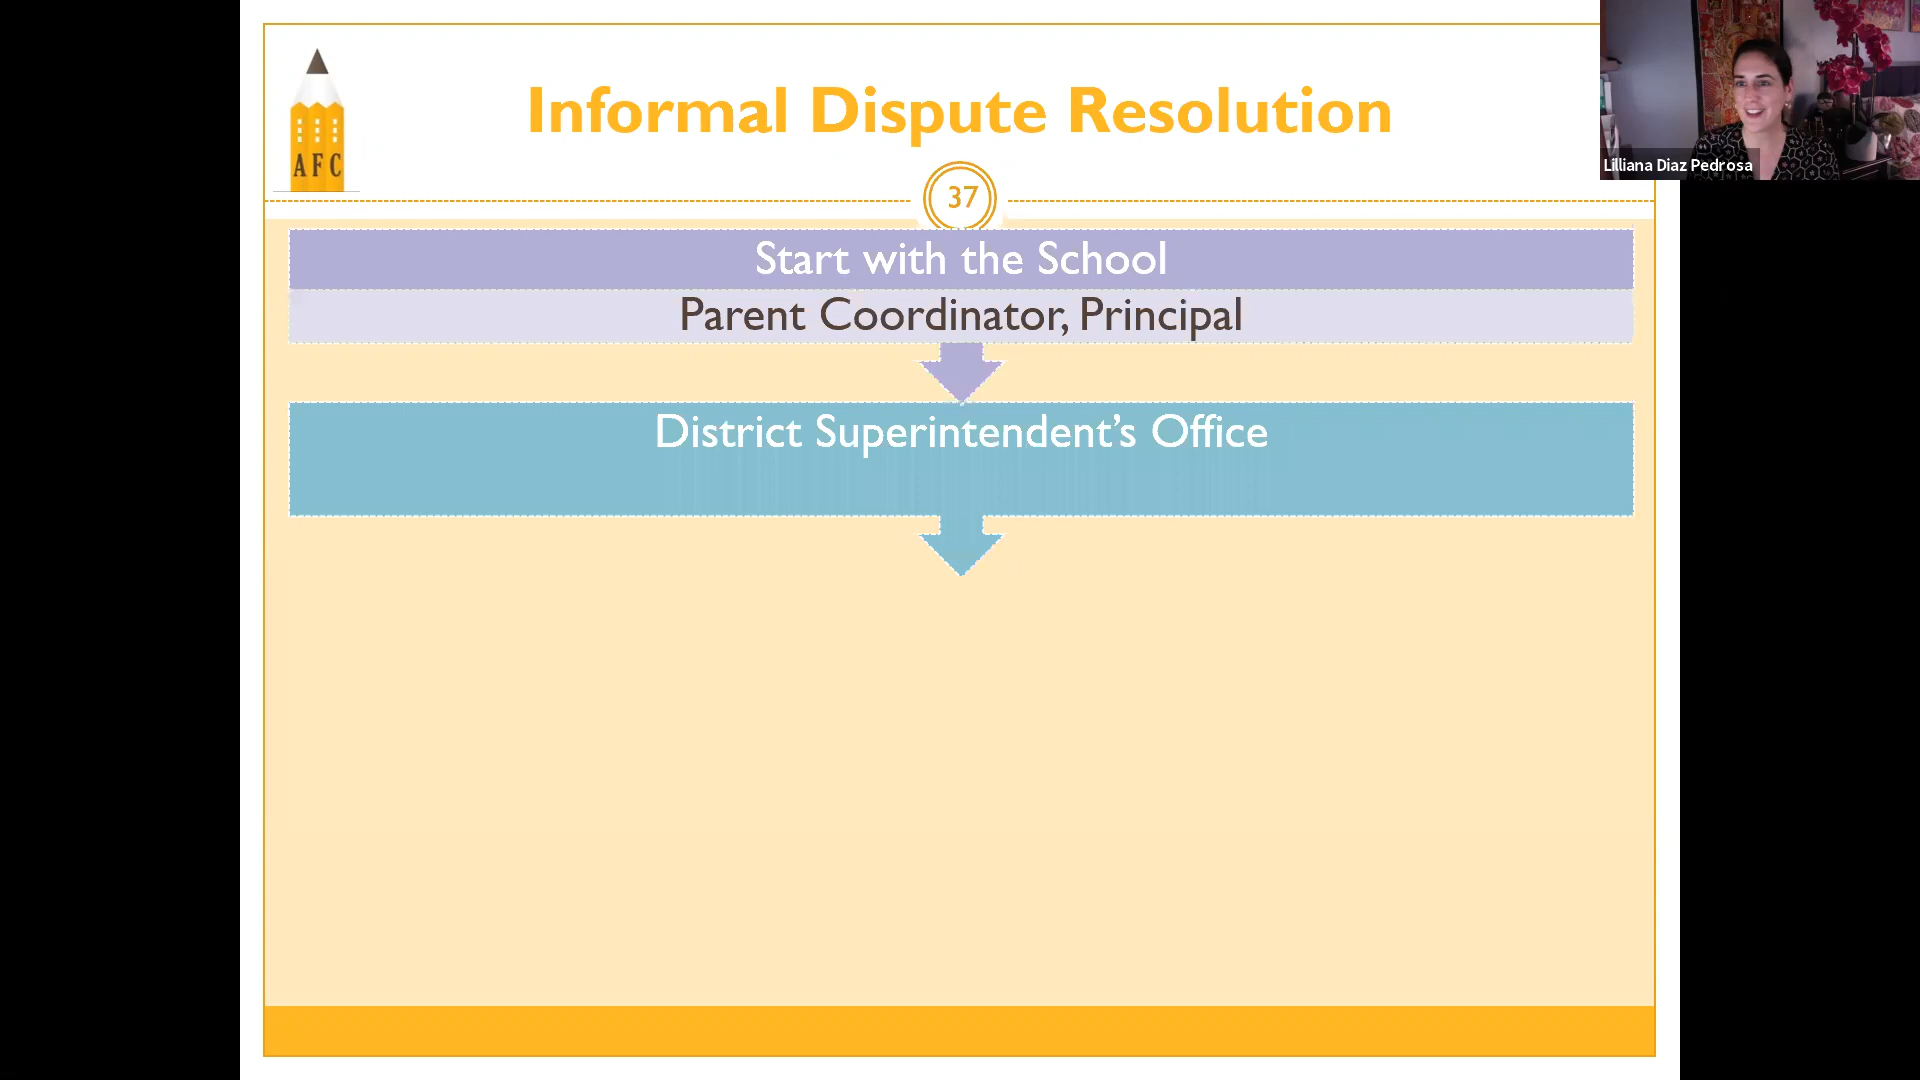 Informal Dispute Resolution
AFC
37
Start with the School
Parent Coordinator, Principal
District Superintendent’s Office
Lilliana Diaz Pedrosa